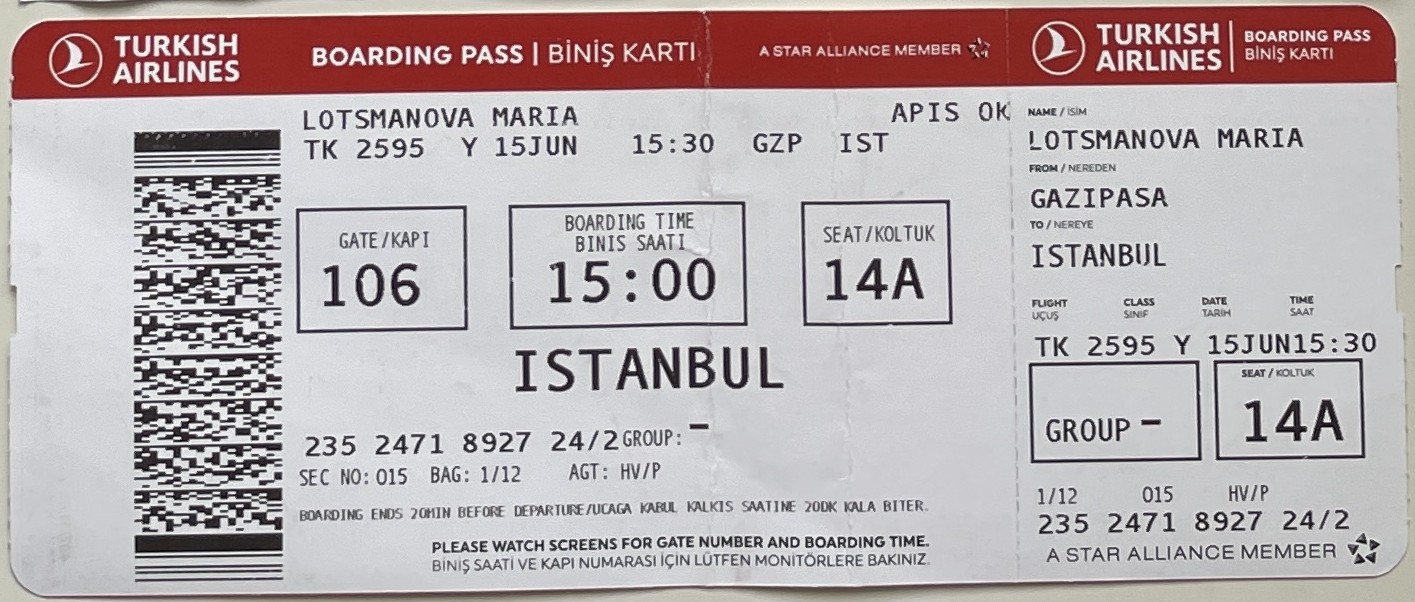 TURKISH
AIRLINES
BOARDING PASS | BİNİŞ KARTI
A STAR ALLIANCE MEMBER
LOTSMANOVA MARIA APIS OK
TK 2595 Y 15JUN 15:30 GZP IST
GATE/KAPI
106
BOARDING TIME
BINIS SAATI
15:00
SEAT/KOLTUK
14A
ISTANBUL
235 2471 8927 24/2 GROUP: -
SEC NO: 015 BAG: 1/12 AGT: HV/P
BOARDING ENDS 20MIN BEFORE DEPARTURE/UCAGA KABUL KALKIS SAATINE 20DK KALA BITER.
PLEASE WATCH SCREENS FOR GATE NUMBER AND BOARDING TIME.
BİNİŞ SAATİ VE KAPI NUMARASI İÇİN LÜTFEN MONİTÖRLERE BAKINIZ.
TURKISH
AIRLINES
BOARDING PASS
BİNİŞ KARTI
NAME / İSİM
LOTSMANOVA MARIA
FROM / NEREDEN
GAZIPASA
TO / NEREYE
ISTANBUL
FLIGHT CLASS DATE TIME
UÇUŞ SINIF TARİH SAAT
TK 2595 Y 15JUN15:30
GROUP -
SEAT / KOLTUK
14A
1/12 015 HV/P
235 2471 8927 24/2
A STAR ALLIANCE MEMBER